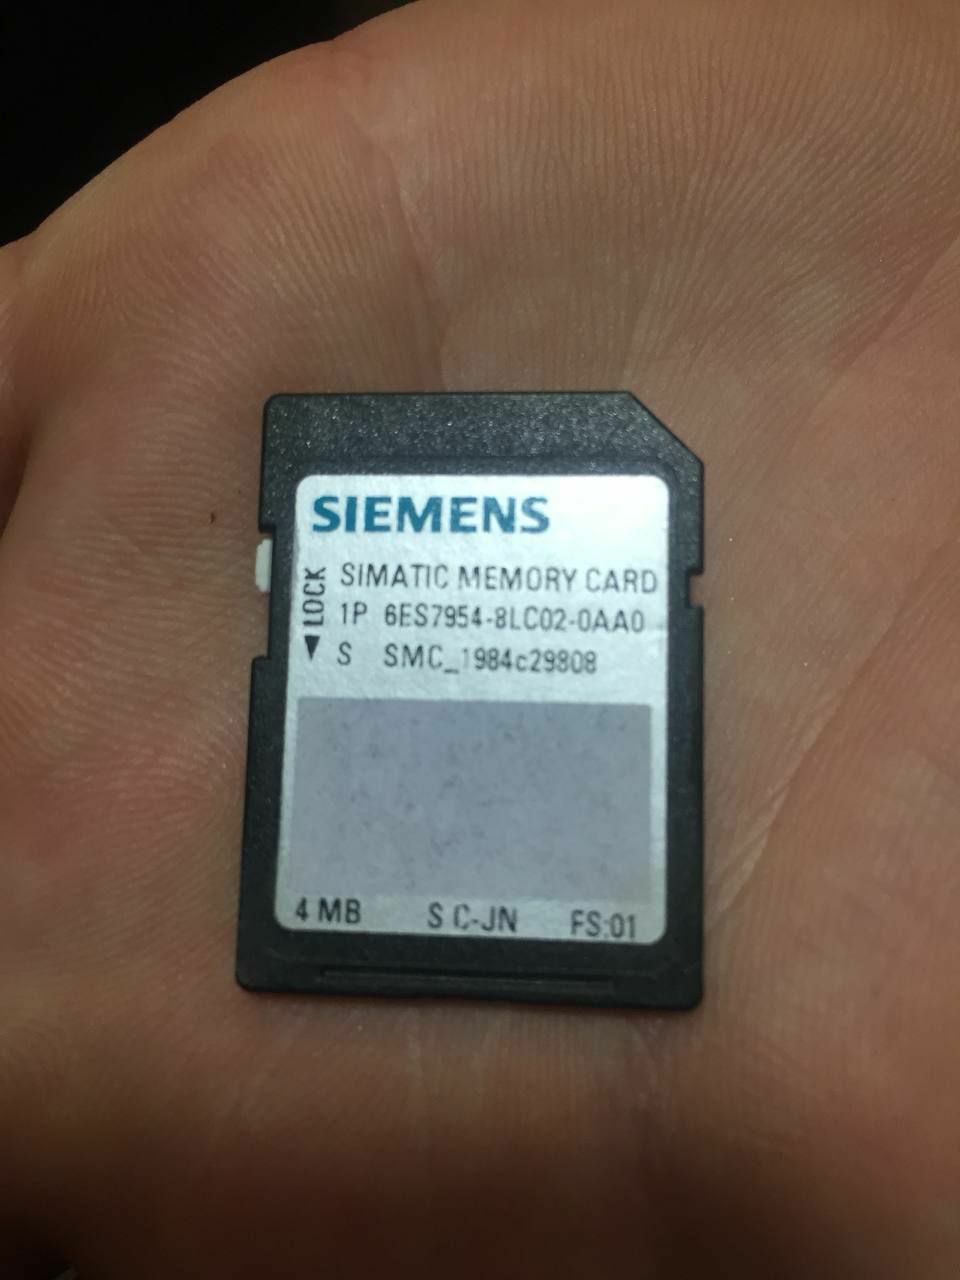 SIEMENS
SIMATIC MEMORY CARD
1P 6ES7954-8LC02-0AA0
S SMC_1984c29808
◀LOCK
4 MB S C-JN FS:01